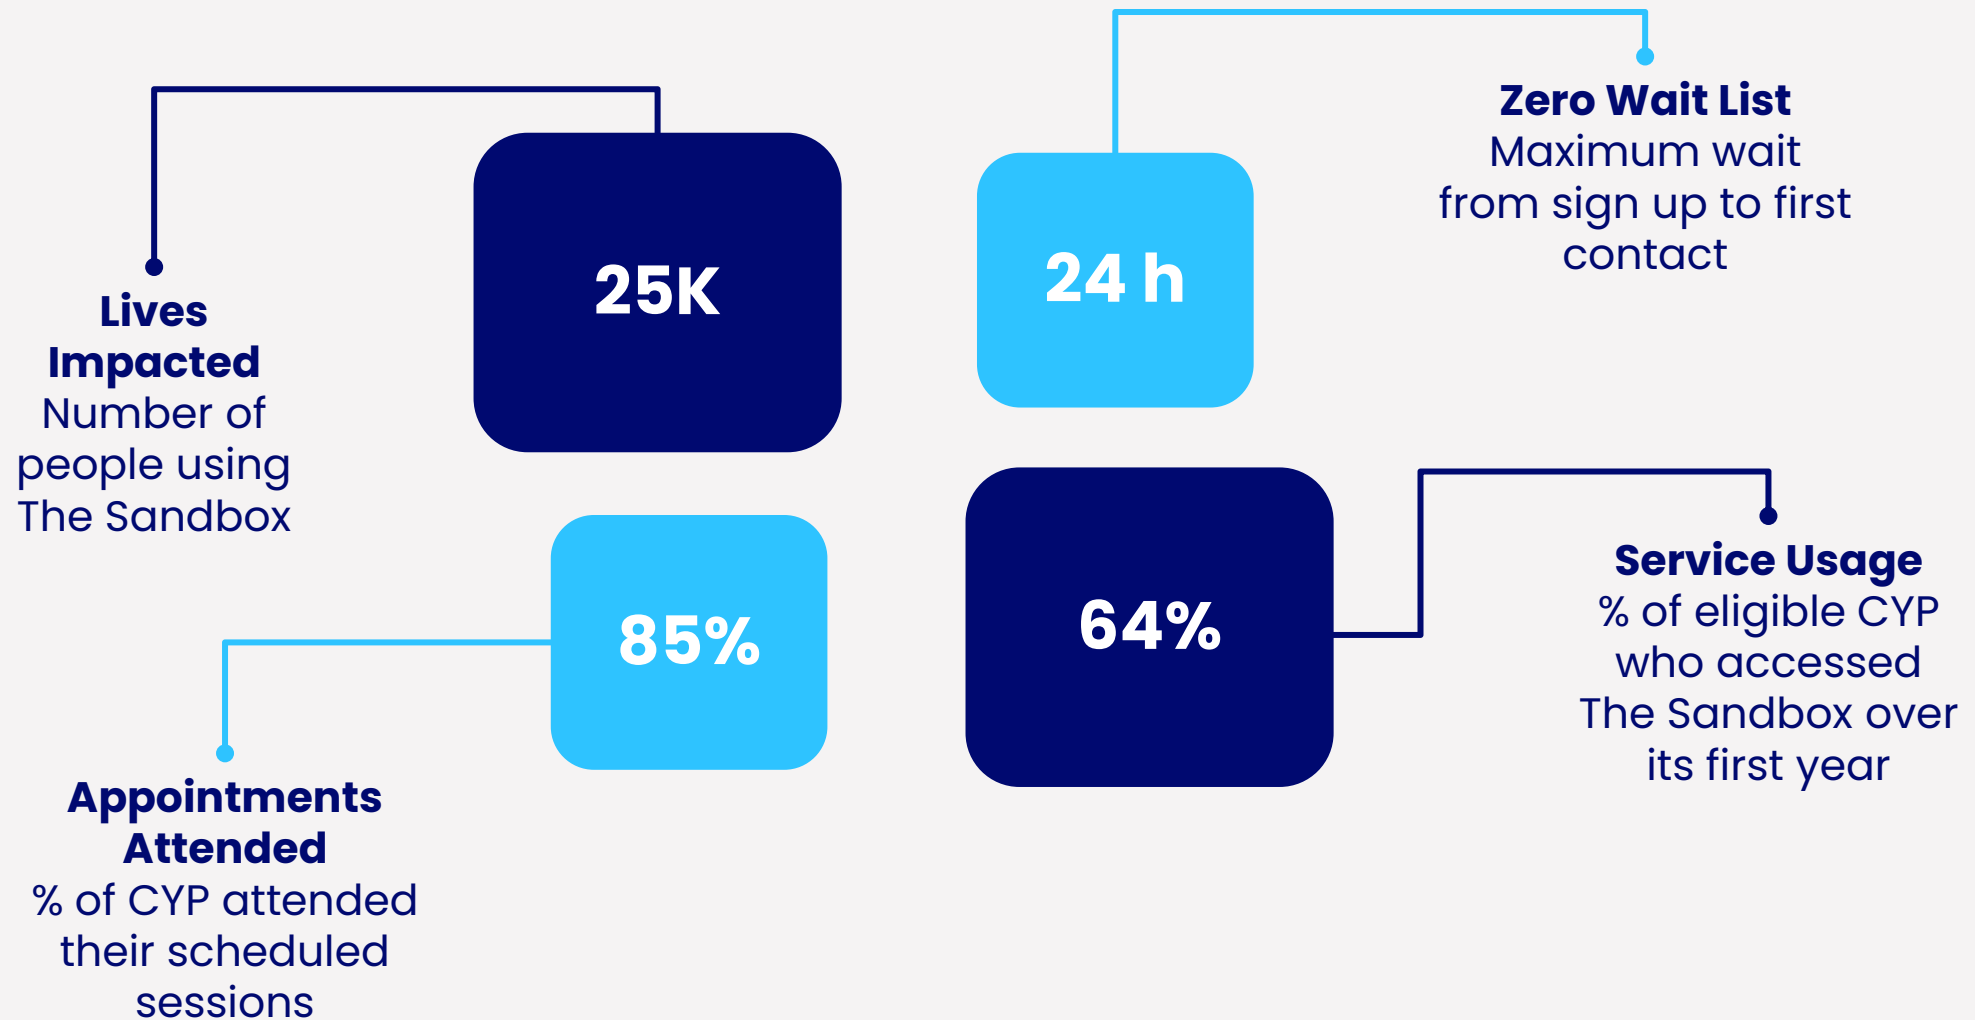 25K
Lives
Impacted
Number of
people using
The Sandbox
24 h
Zero Wait List
Maximum wait
from sign up to first
contact
85%
Appointments
Attended
% of CYP attended
their scheduled
sessions
64%
Service Usage
% of eligible CYP
who accessed
The Sandbox over
its first year